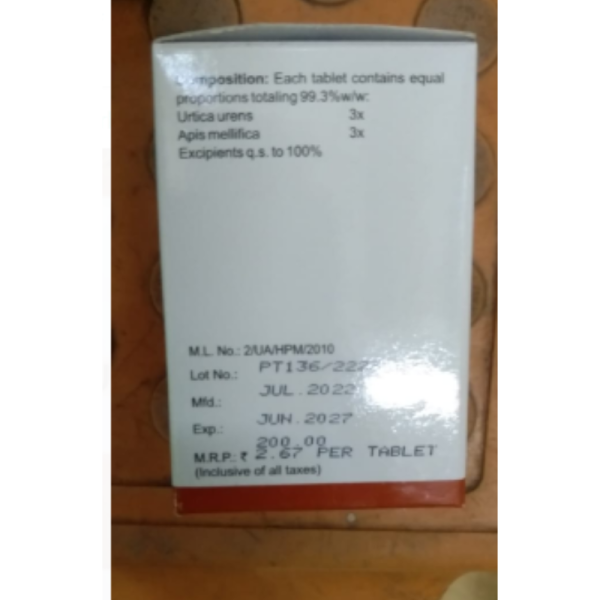 Composition: Each tablet contains equal
proportions totaling 99.3%w/w:
Urtica urens 3x
Apis mellifica 3x
Excipients q.s. to 100%
M.L. No.: 2/UA/HPM/2010
Lot No.:
Mfd.: JUL.2022
Exp.: JUN.2027
200.00
M.R.P.: ₹ 2.67 PER TABLET
(Inclusive of all taxes)